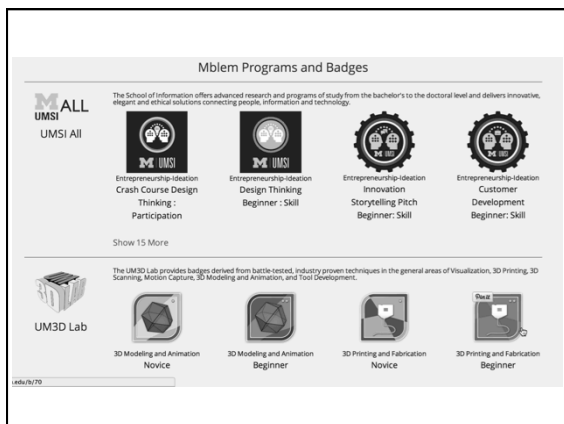 Mblem Programs and Badges
M ALL
UMSI
UMSI All
The School of Information offers advanced research and programs of study from the bachelor's to the doctoral level and delivers innovative,
elegant and ethical solutions connecting people, information and technology.
M UMSI
M UMSI
M UMSI
M UMSI
Entrepreneurship-Ideation
Crash Course Design
Thinking :
Participation
Entrepreneurship-Ideation
Design Thinking
Beginner : Skill
Entrepreneurship-Ideation
Innovation
Storytelling Pitch
Beginner: Skill
Entrepreneurship-Ideation
Customer
Development
Beginner: Skill
Show 15 More
3D LAB
UM3D Lab
The UM3D Lab provides badges derived from battle-tested, industry proven techniques in the general areas of Visualization, 3D Printing, 3D
Scanning, Motion Capture, 3D Modeling and Animation, and Tool Development.
Pin it
3D Modeling and Animation
Novice
3D Modeling and Animation
Beginner
3D Printing and Fabrication
Novice
3D Printing and Fabrication
Beginner
.edu/b/70